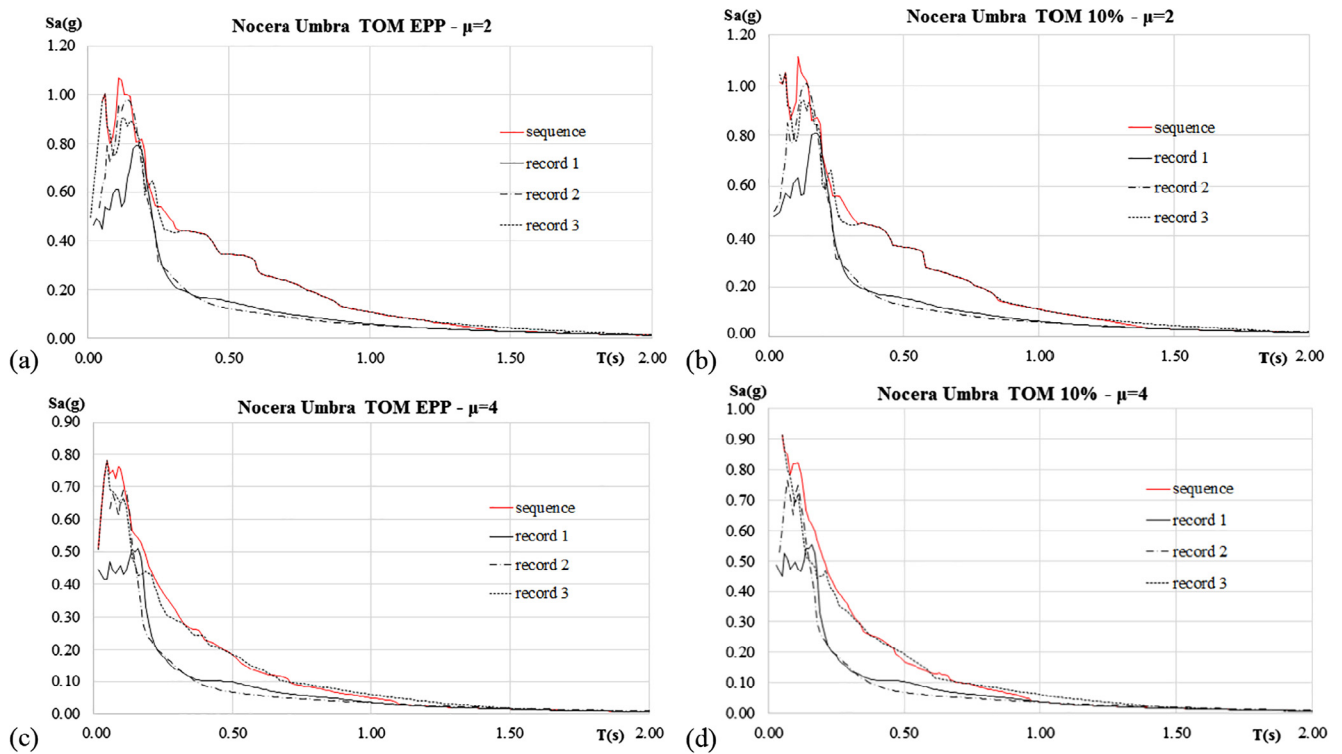 Sa(g)
Nocera Umbra TOM EPP - μ=2
1.20
1.00
0.80
0.60
0.40
0.20
0.00
sequence
record 1
record 2
record 3
0.00 0.50 1.00 1.50 2.00
T(s)
(a)
Sa(g)
Nocera Umbra TOM 10% - μ=2
1.20
1.00
0.80
0.60
0.40
0.20
0.00
sequence
record 1
record 2
record 3
0.00 0.50 1.00 1.50 2.00
T(s)
(b)
Sa(g)
Nocera Umbra TOM EPP - μ=4
0.90
0.80
0.70
0.60
0.50
0.40
0.30
0.20
0.10
0.00
sequence
record 1
record 2
record 3
0.00 0.50 1.00 1.50 2.00
T(s)
(c)
Sa(g)
Nocera Umbra TOM 10% - μ=4
1.00
0.90
0.80
0.70
0.60
0.50
0.40
0.30
0.20
0.10
0.00
sequence
record 1
record 2
record 3
0.00 0.50 1.00 1.50 2.00
T(s)
(d)